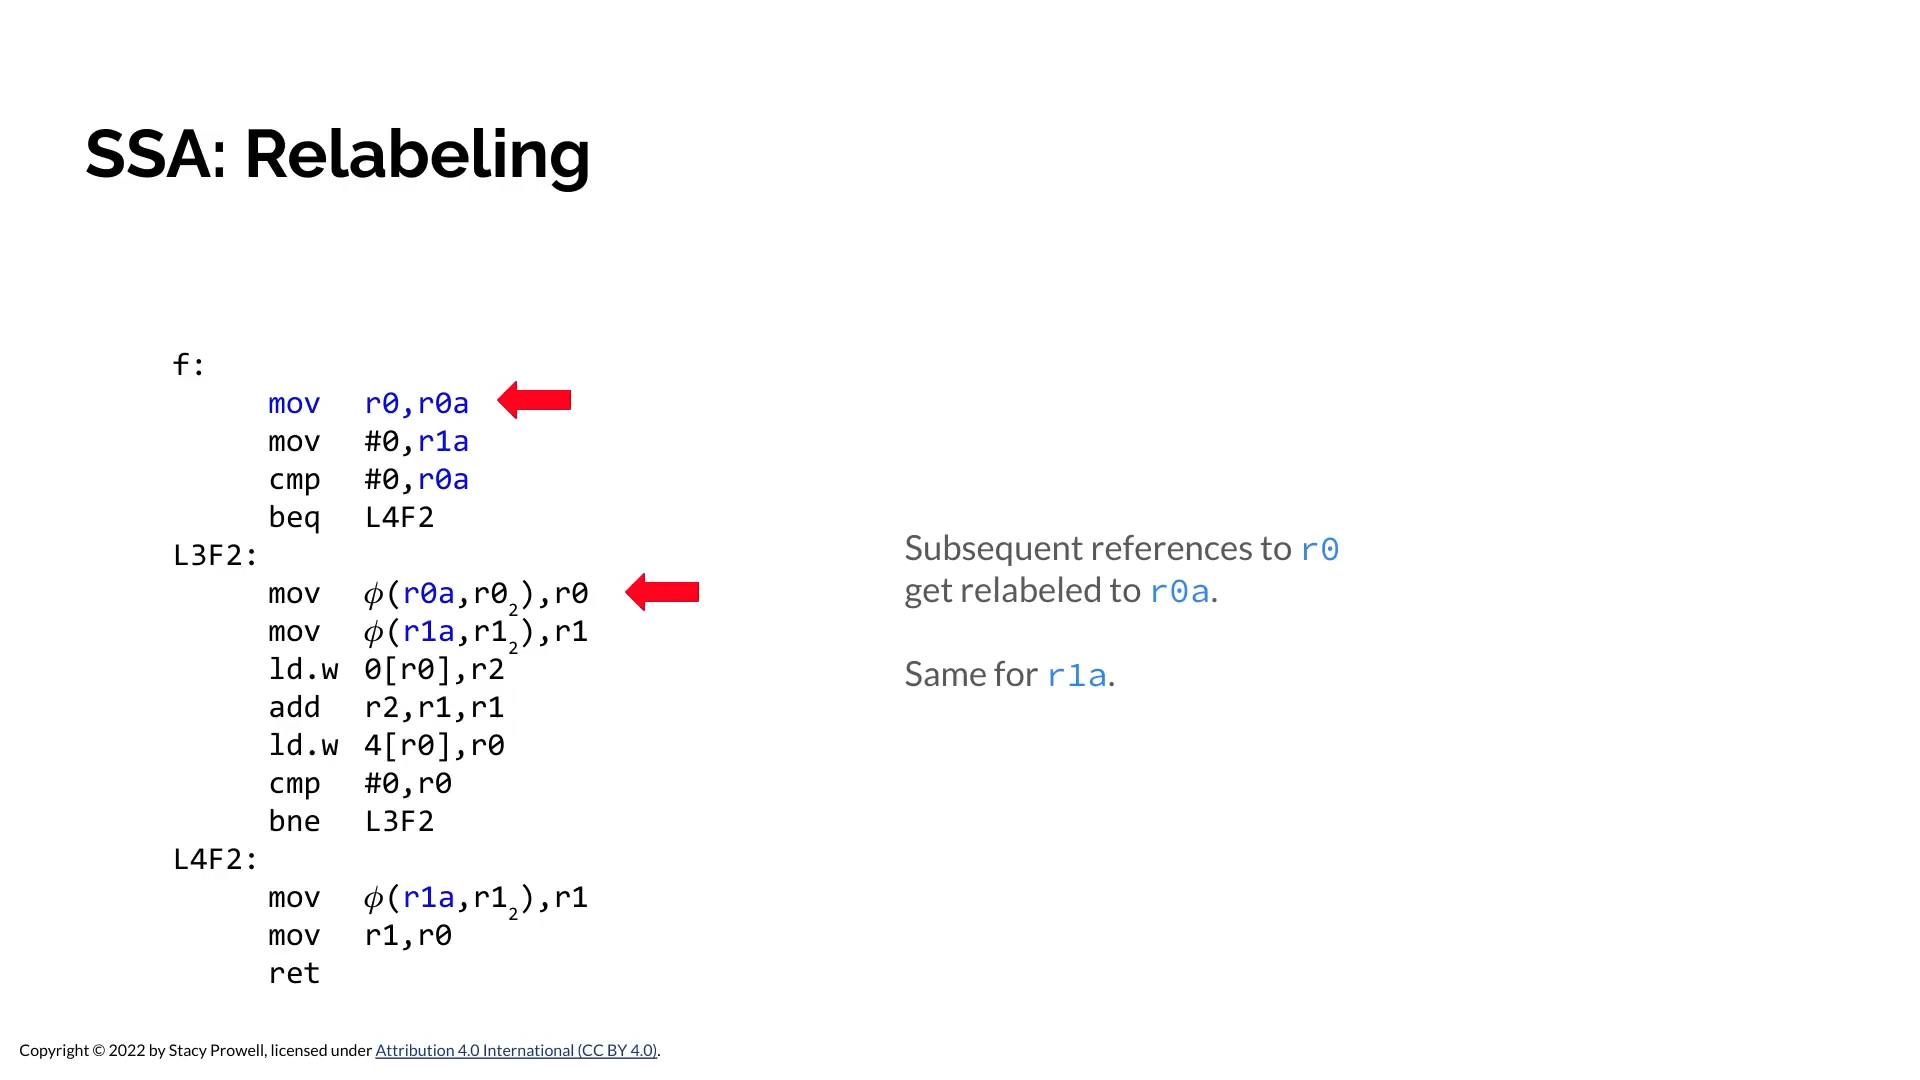 SSA: Relabeling
f:
mov r0,r0a
mov #0,r1a
cmp #0,r0a
beq L4F2
L3F2:
mov ϕ(r0a,r0₂),r0
mov ϕ(r1a,r1₂),r1
ld.w 0[r0],r2
add r2,r1,r1
ld.w 4[r0],r0
cmp #0,r0
bne L3F2
L4F2:
mov ϕ(r1a,r1₂),r1
mov r1,r0
ret
Subsequent references to r0
get relabeled to r0a.
Same for r1a.
Copyright © 2022 by Stacy Prowell, licensed under Attribution 4.0 International (CC BY 4.0).